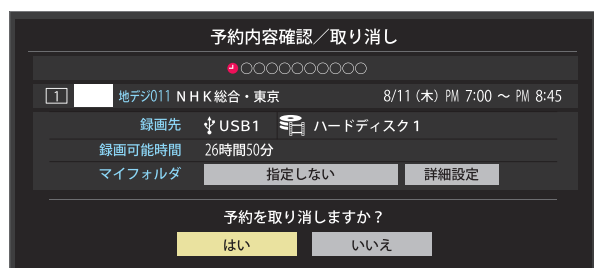 予約内容確認／取り消し
○○○○○○○○○○
1 地デジ011 NHK総合・東京 8/11 (木) PM 7:00 ～ PM 8:45
録画先 USB1 ハードディスク1
録画可能時間 26時間50分
マイフォルダ 指定しない 詳細設定
予約を取り消しますか？
はい いいえ